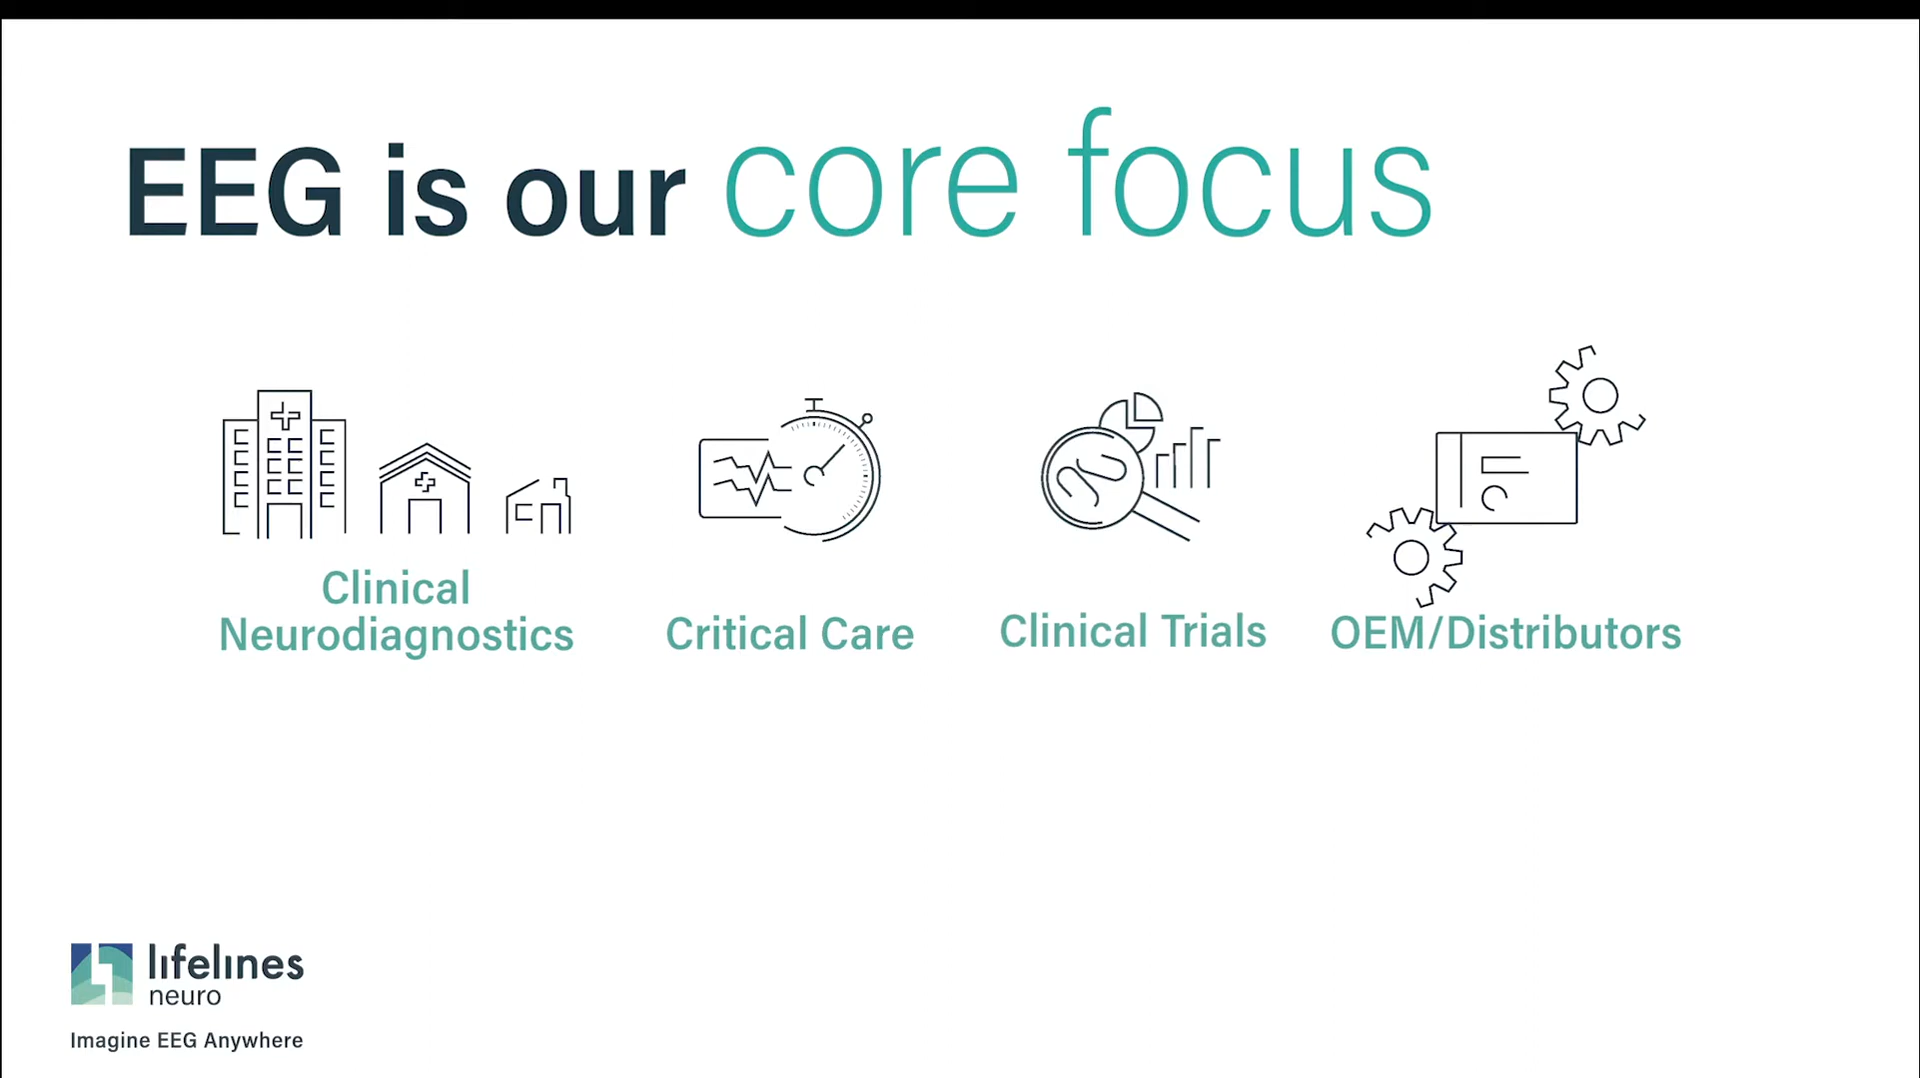 EEG is our core focus
Clinical
Neurodiagnostics
Critical Care
Clinical Trials
OEM/Distributors
lifelines
neuro
Imagine EEG Anywhere